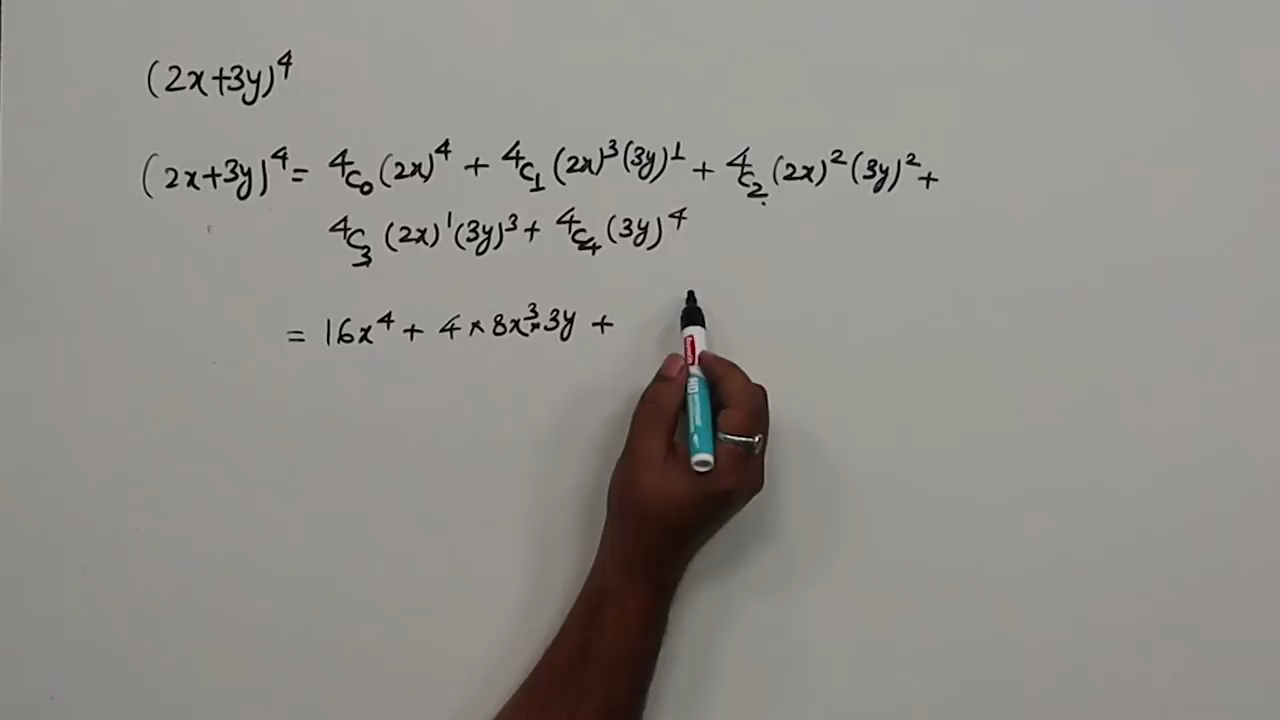 (2x+3y)⁴
(2x+3y)⁴ = ⁴C₀ (2x)⁴ + ⁴C₁ (2x)³ (3y)¹ + ⁴C₂ (2x)² (3y)² +
⁴C₃ (2x)¹ (3y)³ + ⁴C₄ (3y)⁴
= 16x⁴ + 4 × 8x³ × 3y +